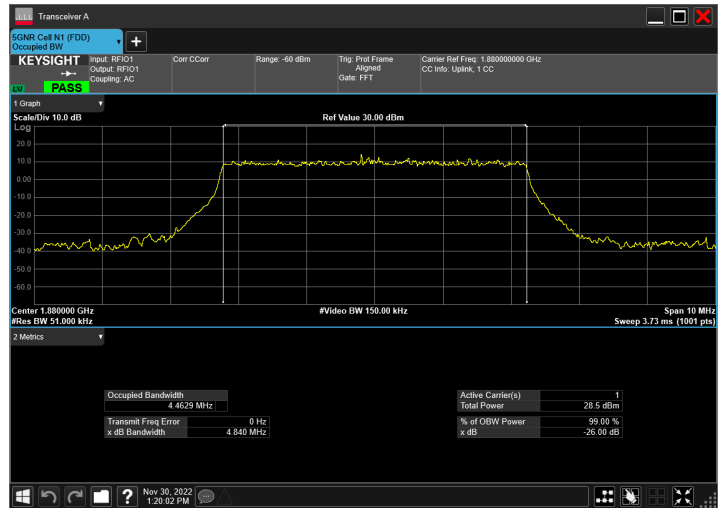 Transceiver A
5GNR Cell N1 (FDD)
Occupied BW
KEYSIGHT
LXI
PASS
Input: RFIO1
Output: RFIO1
Coupling: AC
Corr CCorr
Range: -60 dBm
Trig: Prot Frame
Aligned
Gate: FFT
Carrier Ref Freq: 1.880000000 GHz
CC Info: Uplink, 1 CC
1 Graph
Scale/Div 10.0 dB
Ref Value 30.00 dBm
Log
20.0
10.0
0.00
-10.0
-20.0
-30.0
-40.0
-50.0
-60.0
Center 1.880000 GHz
#Video BW 150.00 kHz
Span 10 MHz
#Res BW 51.000 kHz
Sweep 3.73 ms (1001 pts)
2 Metrics
Occupied Bandwidth
4.4629 MHz
Transmit Freq Error 0 Hz
x dB Bandwidth 4.840 MHz
Active Carrier(s) 1
Total Power 28.5 dBm
% of OBW Power 99.00 %
x dB -26.00 dB
Nov 30, 2022
1:20:02 PM